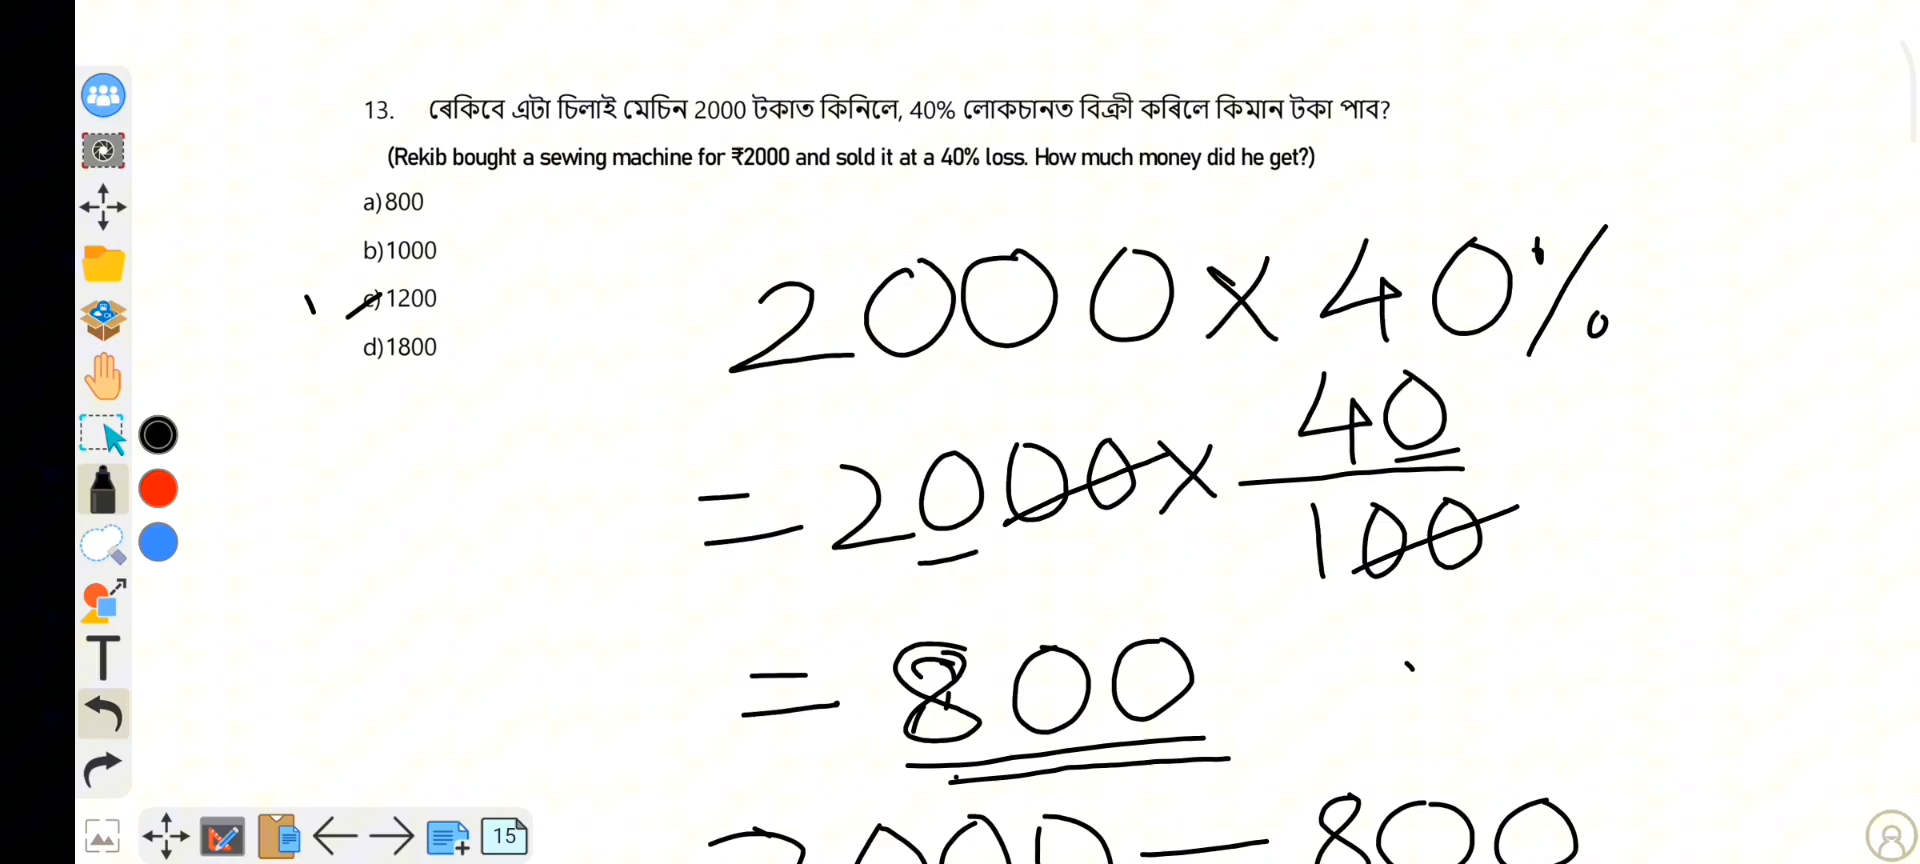 13. ৰেকিবে এটা চিলাই মেচিন 2000 টকাত কিনিলে, 40% লোকচানত বিক্ৰী কৰিলে কিমান টকা পাব?
(Rekib bought a sewing machine for ₹2000 and sold it at a 40% loss. How much money did he get?)
a)800
b)1000
c)1200
d)1800
2000 x 40%
= 2000 x 40/100
= 800
2000 - 800
15